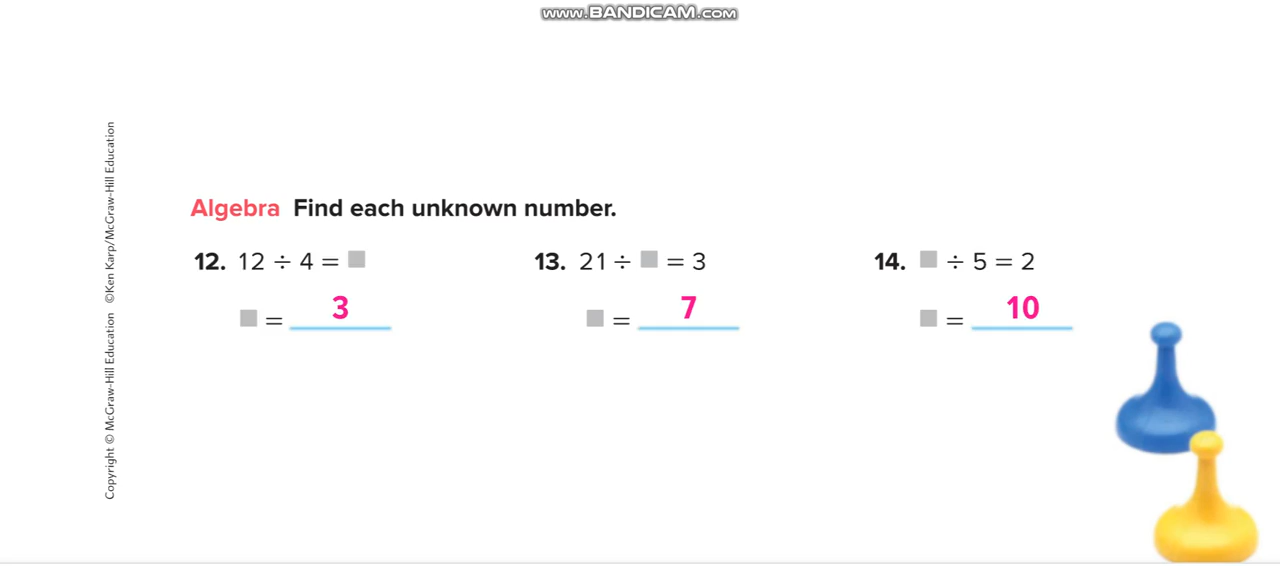 www.BANDICAM.com
Copyright © McGraw-Hill Education ©Ken Karp/McGraw-Hill Education
Algebra Find each unknown number.
12. 12 ÷ 4 = ■
■ = 3
13. 21 ÷ ■ = 3
■ = 7
14. ■ ÷ 5 = 2
■ = 10